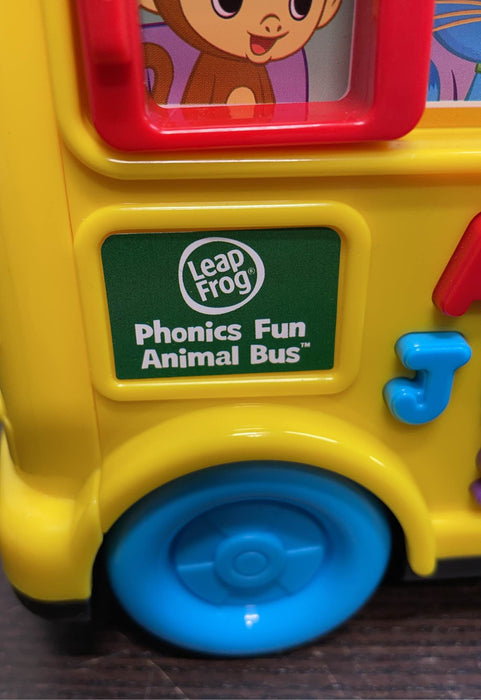 Leap
Frog®
Phonics Fun
Animal Bus™
J